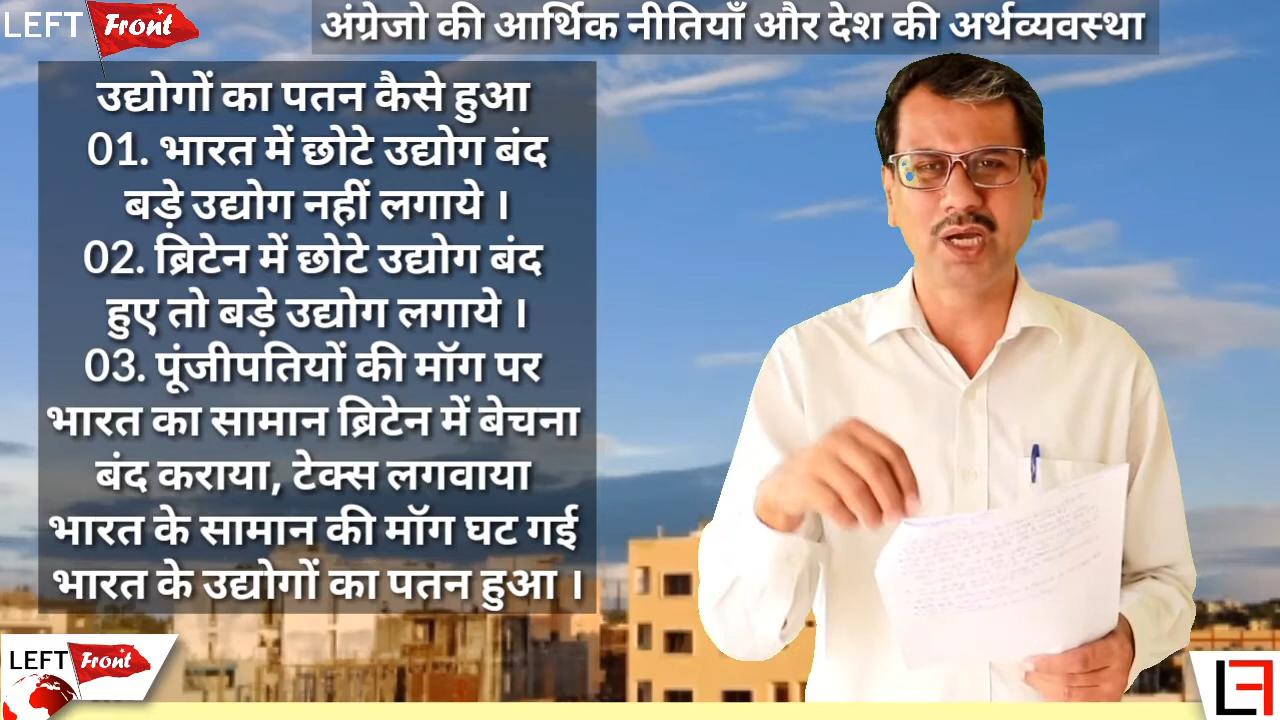 LEFT Front
अंग्रेजो की आर्थिक नीतियाँ और देश की अर्थव्यवस्था
उद्योगों का पतन कैसे हुआ
01. भारत में छोटे उद्योग बंद
बड़े उद्योग नहीं लगाये ।
02. ब्रिटेन में छोटे उद्योग बंद
हुए तो बड़े उद्योग लगाये ।
03. पूंजीपतियों की मॉग पर
भारत का सामान ब्रिटेन में बेचना
बंद कराया, टेक्स लगवाया
भारत के सामान की मॉग घट गई
भारत के उद्योगों का पतन हुआ ।
LEFT Front
LF